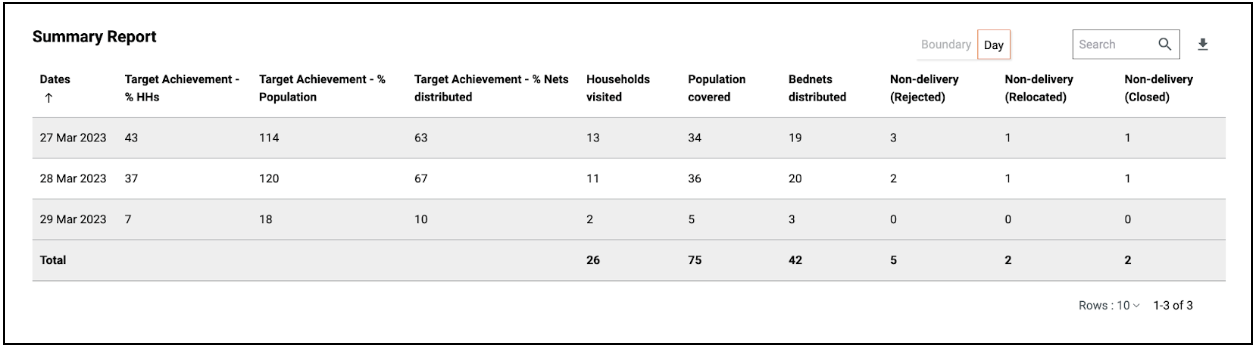 Summary Report
Boundary Day Search
Dates Target Achievement - % HHs Target Achievement - % Population Target Achievement - % Nets distributed Households visited Population covered Bednets distributed Non-delivery (Rejected) Non-delivery (Relocated) Non-delivery (Closed)
27 Mar 2023 43 114 63 13 34 19 3 1 1
28 Mar 2023 37 120 67 11 36 20 2 1 1
29 Mar 2023 7 18 10 2 5 3 0 0 0
Total 26 75 42 5 2 2
Rows : 10 1-3 of 3